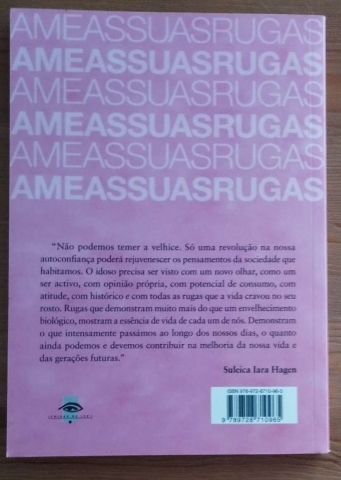 AMEASSUASRUGAS
AMEASSUASRUGAS
AMEASSUASRUGAS
AMEASSUASRUGAS
AMEASSUASRUGAS
AMEASSUASRUGAS
“Não podemos temer a velhice. Só uma revolução na nossa
autoconfiança poderá rejuvenescer os pensamentos da sociedade que
habitamos. O idoso precisa ser visto com um novo olhar, como um
ser activo, com opinião própria, com potencial de consumo, com
atitude, com histórico e com todas as rugas que a vida cravou no seu
rosto. Rugas que demonstram muito mais do que um envelhecimento
biológico, mostram a essência de vida de cada um de nós. Demonstram
o que intensamente passámos ao longo dos nossos dias, o quanto
ainda podemos e devemos contribuir na melhoria da nossa vida e
das gerações futuras.”
Suleica Iara Hagen
9 789728 710965